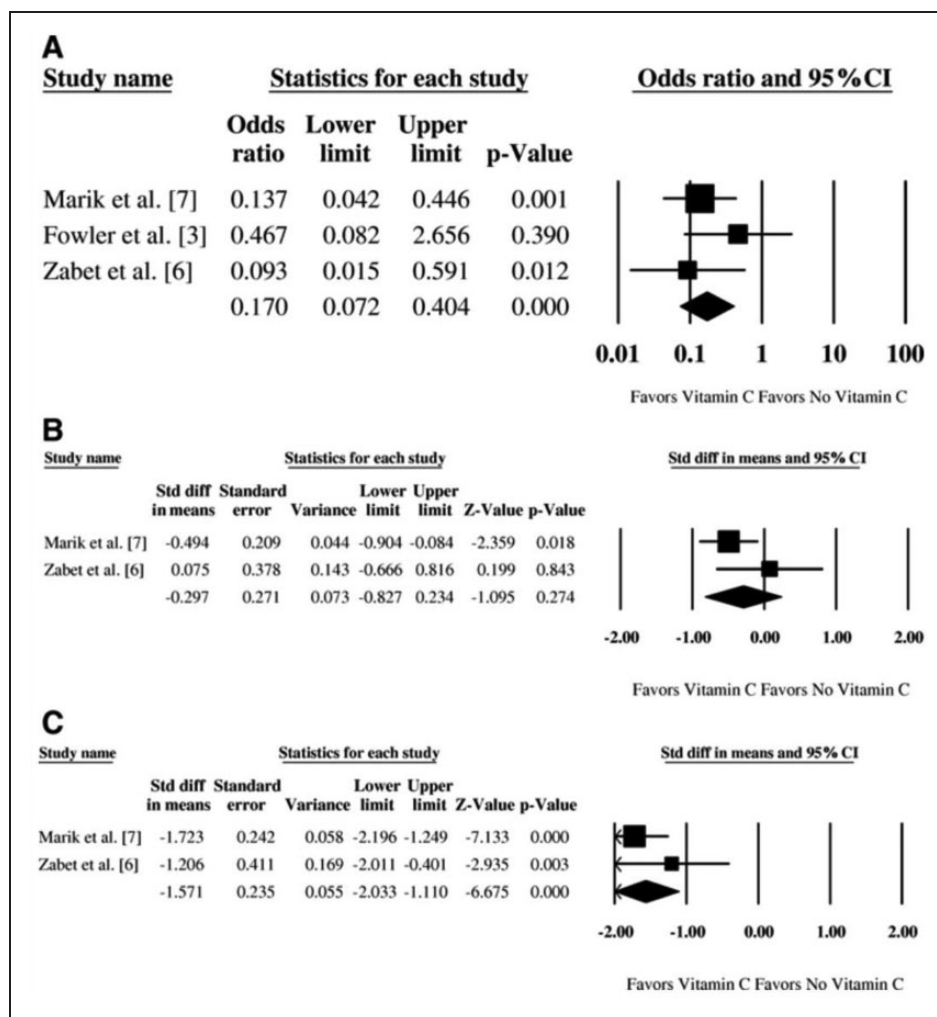 A
Study name Statistics for each study Odds ratio and 95%CI
Odds Lower Upper
ratio limit limit p-Value
Marik et al. [7] 0.137 0.042 0.446 0.001
Fowler et al. [3] 0.467 0.082 2.656 0.390
Zabet et al. [6] 0.093 0.015 0.591 0.012
0.170 0.072 0.404 0.000
0.01 0.1 1 10 100
Favors Vitamin C Favors No Vitamin C
B
Study name Statistics for each study Std diff in means and 95% CI
Std diff Standard Lower Upper
in means error Variance limit limit Z-Value p-Value
Marik et al. [7] -0.494 0.209 0.044 -0.904 -0.084 -2.359 0.018
Zabet et al. [6] 0.075 0.378 0.143 -0.666 0.816 0.199 0.843
-0.297 0.271 0.073 -0.827 0.234 -1.095 0.274
-2.00 -1.00 0.00 1.00 2.00
Favors Vitamin C Favors No Vitamin C
C
Study name Statistics for each study Std diff in means and 95% CI
Std diff Standard Lower Upper
in means error Variance limit limit Z-Value p-Value
Marik et al. [7] -1.723 0.242 0.058 -2.196 -1.249 -7.133 0.000
Zabet et al. [6] -1.206 0.411 0.169 -2.011 -0.401 -2.935 0.003
-1.571 0.235 0.055 -2.033 -1.110 -6.675 0.000
-2.00 -1.00 0.00 1.00 2.00
Favors Vitamin C Favors No Vitamin C